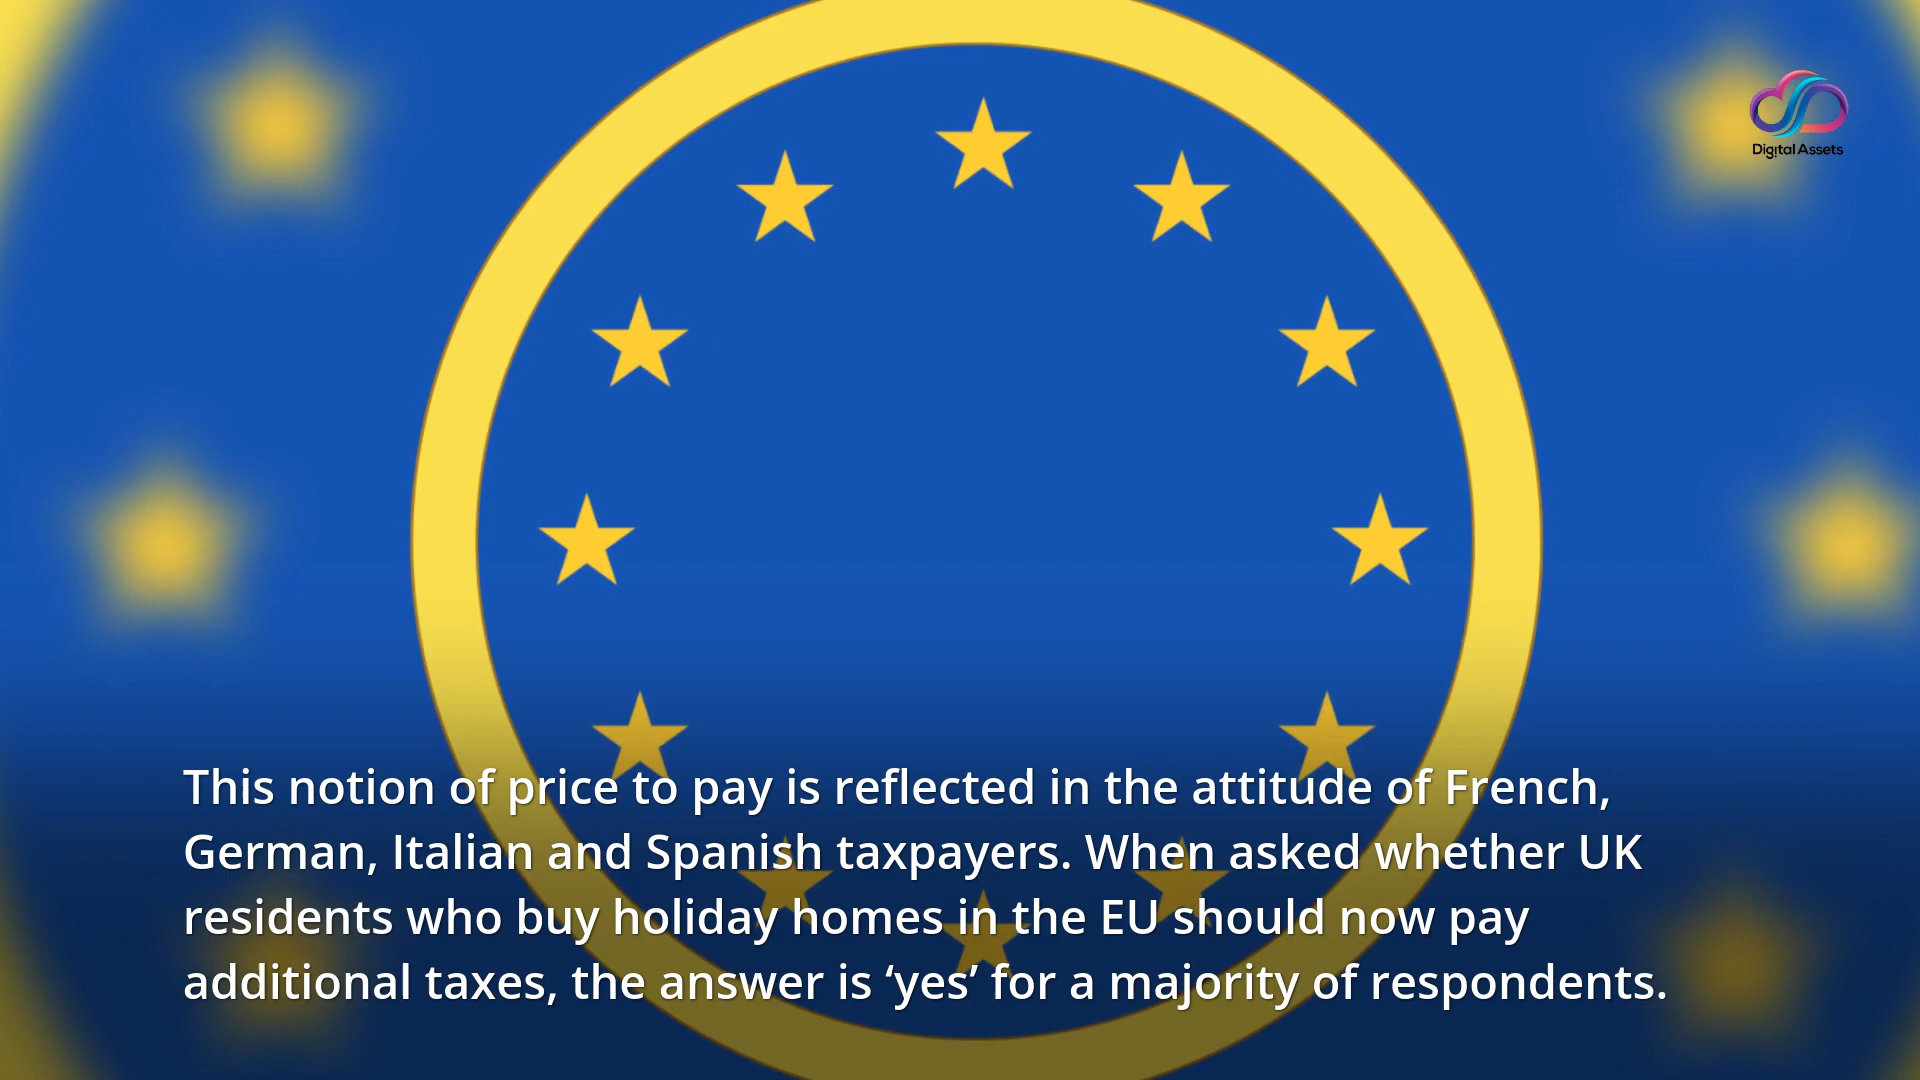 Digital Assets
This notion of price to pay is reflected in the attitude of French,
German, Italian and Spanish taxpayers. When asked whether UK
residents who buy holiday homes in the EU should now pay
additional taxes, the answer is ‘yes’ for a majority of respondents.